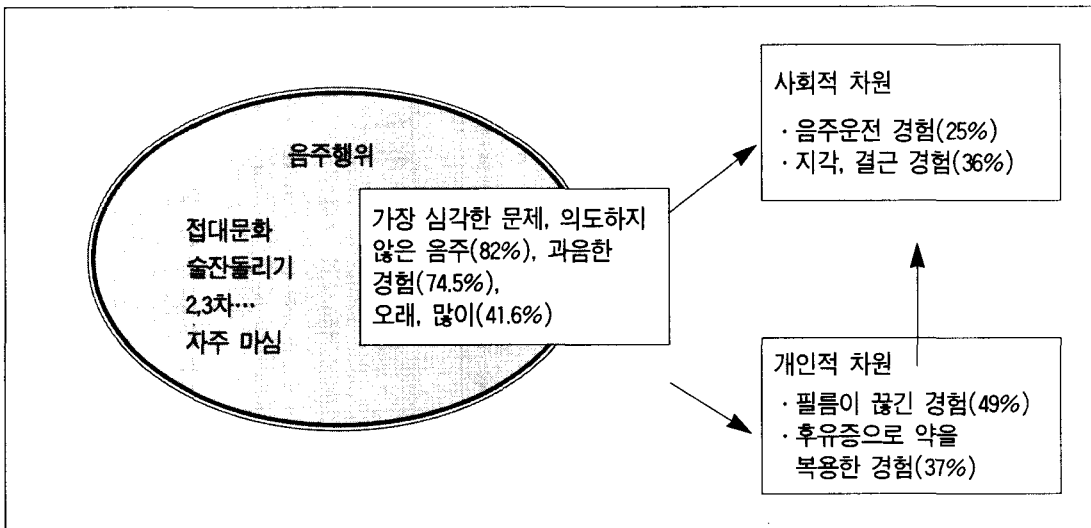 음주행위
접대문화
술잔돌리기
2,3차…
자주 마심
가장 심각한 문제, 의도하지
않은 음주(82%), 과음한
경험(74.5%),
오래, 많이(41.6%)
사회적 차원
· 음주운전 경험(25%)
· 지각, 결근 경험(36%)
개인적 차원
· 필름이 끊긴 경험(49%)
· 후유증으로 약을
복용한 경험(37%)